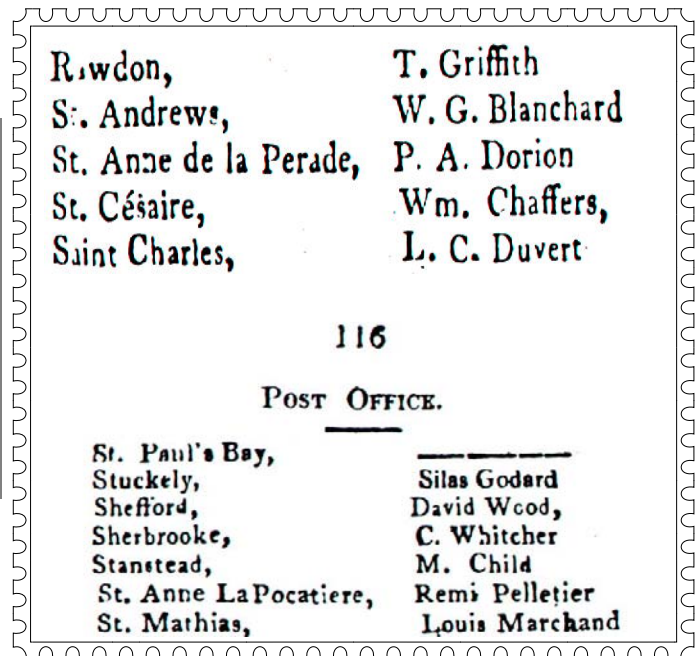 Rawdon, T. Griffith
St. Andrews, W. G. Blanchard
St. Anne de la Perade, P. A. Dorion
St. Césaire, Wm. Chaffers,
Saint Charles, L. C. Duvert
116
POST OFFICE.
St. Paul's Bay,
Stuckely, Silas Godard
Shefford, David Wood,
Sherbrooke, C. Whitcher
Stanstead, M. Child
St. Anne LaPocatiere, Remi Pelletier
St. Mathias, Louis Marchand